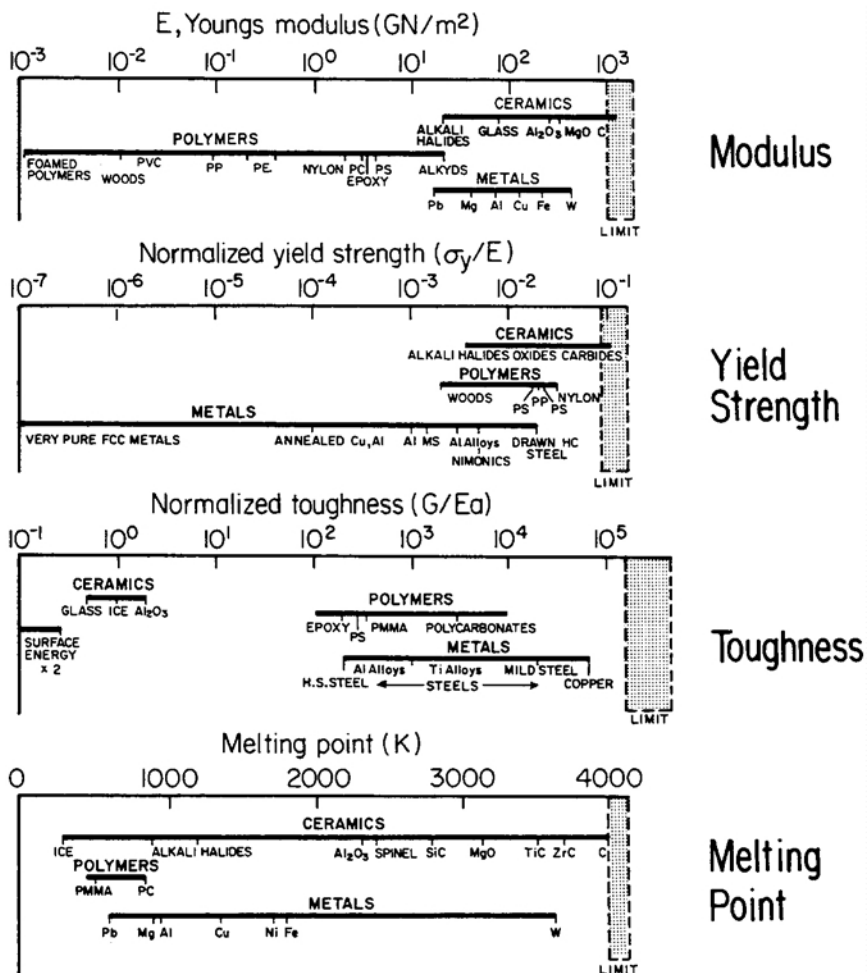 E, Youngs modulus (GN/m²)
10⁻³ 10⁻² 10⁻¹ 10⁰ 10¹ 10² 10³
CERAMICS
ALKALI HALIDES GLASS Al₂O₃ MgO C
POLYMERS
FOAMED POLYMERS WOODS PVC PP PE. NYLON PC PS EPOXY ALKYDS
METALS
Pb Mg Al Cu Fe W
LIMIT
Modulus
Normalized yield strength (σy/E)
10⁻⁷ 10⁻⁶ 10⁻⁵ 10⁻⁴ 10⁻³ 10⁻² 10⁻¹
CERAMICS
ALKALI HALIDES OXIDES CARBIDES
POLYMERS
WOODS PS PP PS NYLON
METALS
VERY PURE FCC METALS ANNEALED Cu, Al Al MS Al Alloys NIMONICS DRAWN HC STEEL
LIMIT
Yield
Strength
Normalized toughness (G/Ea)
10⁻¹ 10⁰ 10¹ 10² 10³ 10⁴ 10⁵
CERAMICS
GLASS ICE Al₂O₃
SURFACE
ENERGY
x 2
POLYMERS
EPOXY PS PMMA POLYCARBONATES
METALS
Al Alloys Ti Alloys MILD STEEL
H.S. STEEL ← STEELS → COPPER
LIMIT
Toughness
Melting point (K)
0 1000 2000 3000 4000
CERAMICS
ICE ALKALI HALIDES Al₂O₃ SPINEL SiC MgO TiC ZrC C
POLYMERS
PMMA PC
METALS
Pb Mg Al Cu Ni Fe W
LIMIT
Melting
Point